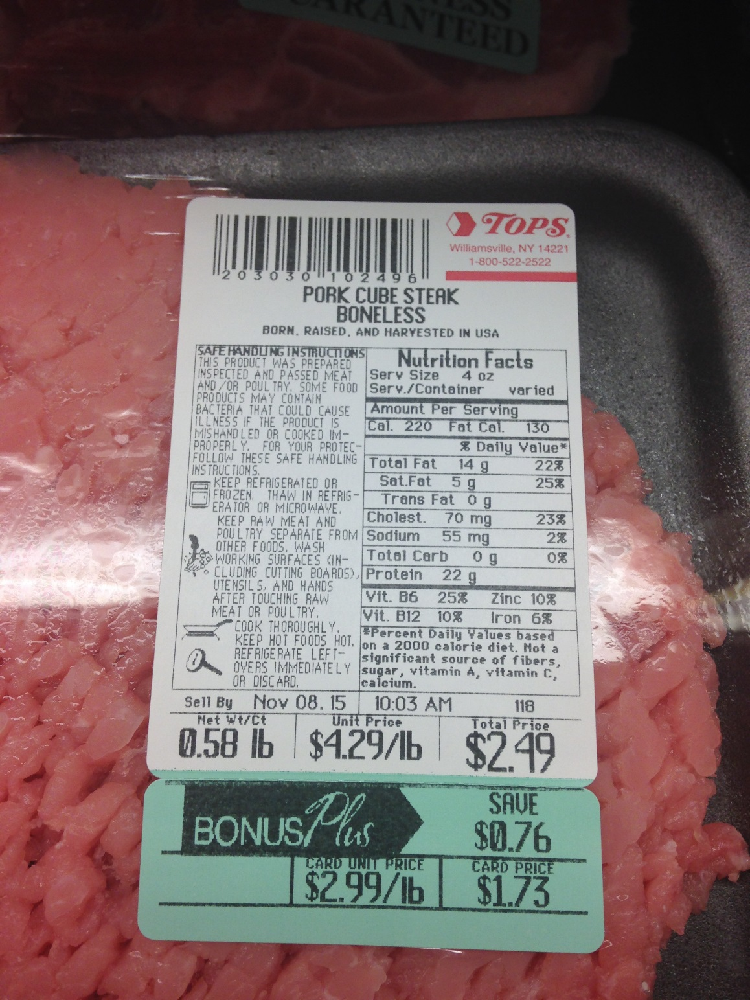 NESS
GUARANTEED
TOPS
Williamsville, NY 14221
1-800-522-2522
203030 102496
PORK CUBE STEAK
BONELESS
BORN, RAISED, AND HARVESTED IN USA
SAFE HANDLING INSTRUCTIONS
THIS PRODUCT WAS PREPARED
INSPECTED AND PASSED MEAT
AND/OR POULTRY. SOME FOOD
PRODUCTS MAY CONTAIN
BACTERIA THAT COULD CAUSE
ILLNESS IF THE PRODUCT IS
MISHANDLED OR COOKED IM-
PROPERLY. FOR YOUR PROTEC-
FOLLOW THESE SAFE HANDLING
INSTRUCTIONS.
KEEP REFRIGERATED OR
FROZEN. THAW IN REFRIG-
ERATOR OR MICROWAVE.
KEEP RAW MEAT AND
POULTRY SEPARATE FROM
OTHER FOODS. WASH
WORKING SURFACES (IN-
CLUDING CUTTING BOARDS),
UTENSILS, AND HANDS
AFTER TOUCHING RAW
MEAT OR POULTRY.
COOK THOROUGHLY.
KEEP HOT FOODS HOT.
REFRIGERATE LEFT-
OVERS IMMEDIATELY
OR DISCARD.
Nutrition Facts
Serv Size 4 oz
Serv./Container varied
Amount Per Serving
Cal. 220 Fat Cal. 130
% Daily Value*
Total Fat 14 g 22%
Sat.Fat 5 g 25%
Trans Fat 0 g
Cholest. 70 mg 23%
Sodium 55 mg 2%
Total Carb 0 g 0%
Protein 22 g
Vit. B6 25% Zinc 10%
Vit. B12 10% Iron 6%
*Percent Daily Values based
on a 2000 calorie diet. Not a
significant source of fibers,
sugar, vitamin A, vitamin C,
calcium.
Sell By Nov 08. 15 10:03 AM 118
Net Wt/Ct Unit Price Total Price
0.58 lb $4.29/lb $2.49
BONUS Plus
SAVE
$0.76
CARD UNIT PRICE CARD PRICE
$2.99/lb $1.73